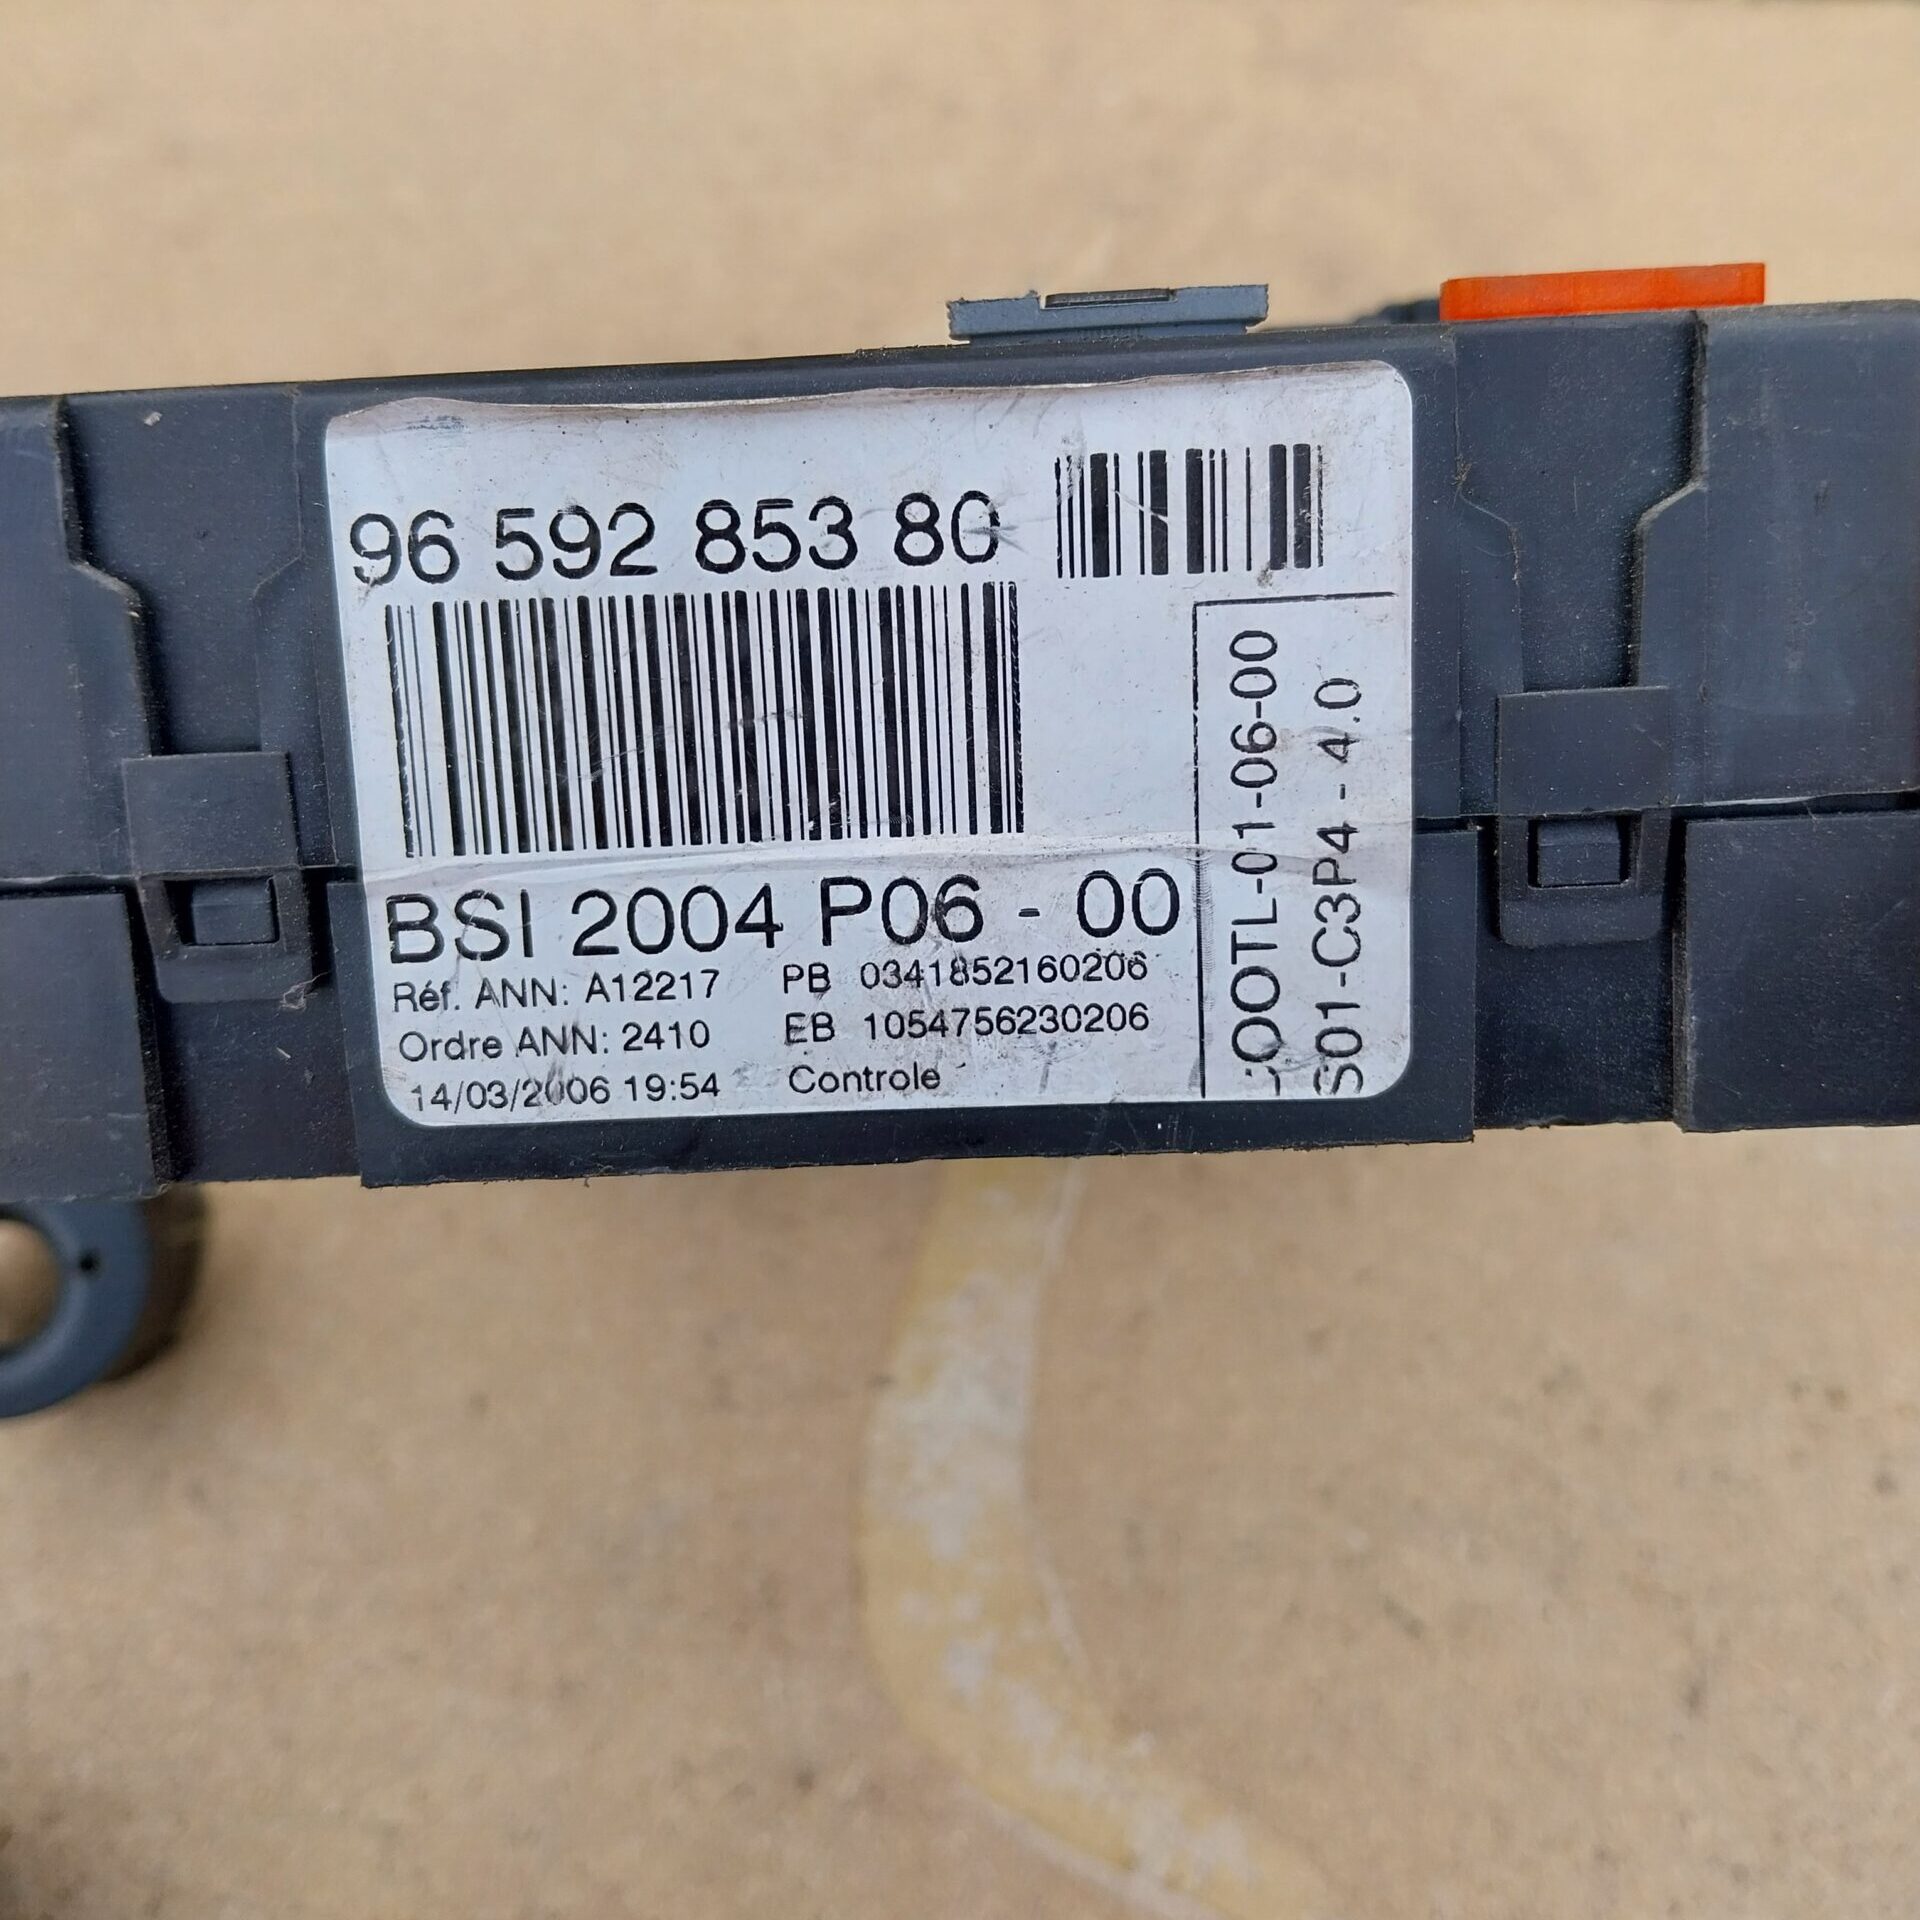 96 592 853 80
BSI 2004 P06 - 00
Réf. ANN: A12217 PB 0341852160206
Ordre ANN: 2410 EB 1054756230206
14/03/2006 19:54 Controle
:OOTL-01-06-00
S01-C3P4 - 4.0